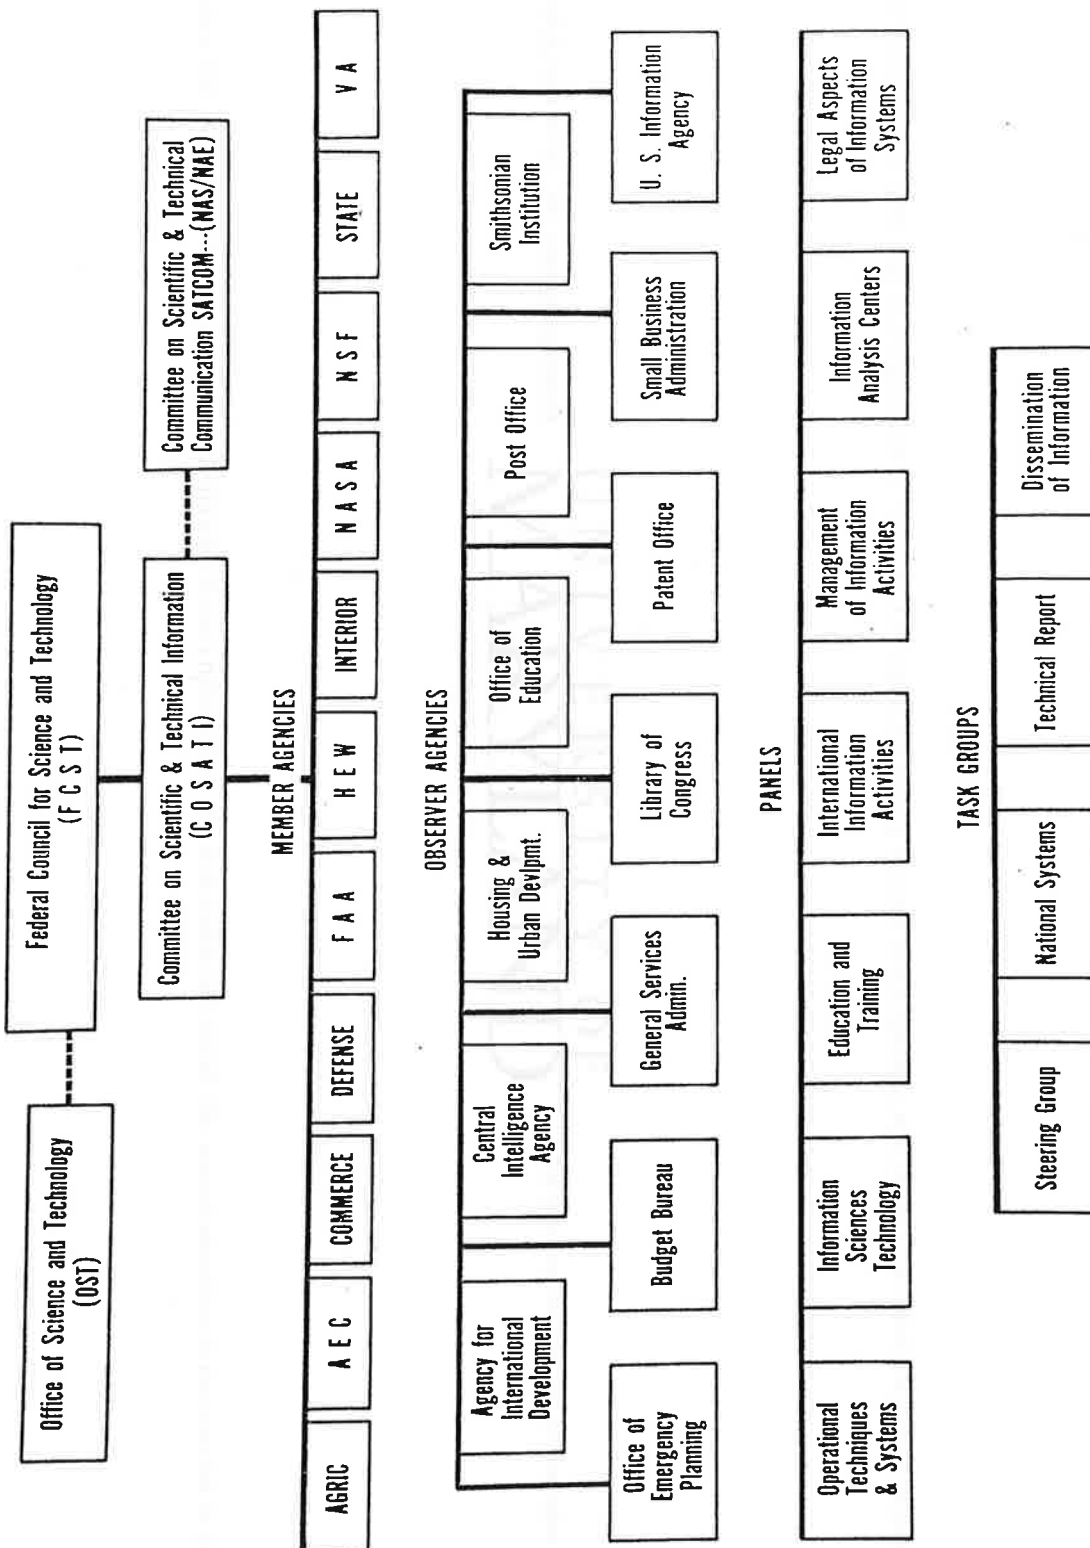 Federal Council for Science and Technology
(F C S T)
Office of Science and Technology
(OST)
Committee on Scientific & Technical Information
(C O S A T I)
Committee on Scientific & Technical
Communication SATCOM---(NAS/NAE)
MEMBER AGENCIES
AGRIC
A E C
COMMERCE
DEFENSE
F A A
H E W
INTERIOR
N A S A
N S F
STATE
V A
OBSERVER AGENCIES
Agency for
International
Development
Central
Intelligence
Agency
Housing &
Urban Devlpmt.
Office of
Education
Post Office
Smithsonian
Institution
Office of
Emergency
Planning
Budget Bureau
General Services
Admin.
Library of
Congress
Patent Office
Small Business
Administration
U. S. Information
Agency
PANELS
Operational
Techniques
& Systems
Information
Sciences
Technology
Education and
Training
International
Information
Activities
Management
of Information
Activities
Information
Analysis Centers
Legal Aspects
of Information
Systems
TASK GROUPS
Steering Group
National Systems
Technical Report
Dissemination
of Information